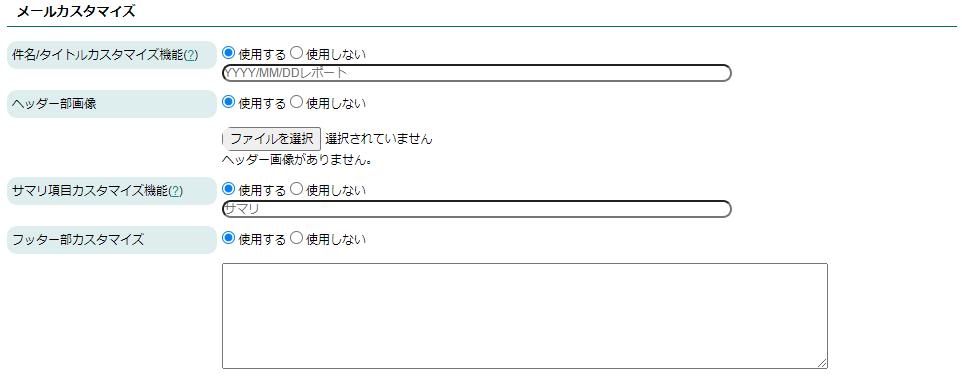 メールカスタマイズ
件名/タイトルカスタマイズ機能(?) 使用する 使用しない
YYYY/MM/DDレポート
ヘッダー部画像 使用する 使用しない
ファイルを選択 選択されていません
ヘッダー画像がありません。
サマリ項目カスタマイズ機能(?) 使用する 使用しない
サマリ
フッター部カスタマイズ 使用する 使用しない